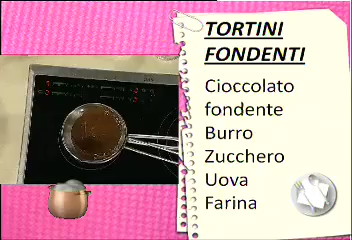 TORTINI
FONDENTI
Cioccolato
fondente
Burro
Zucchero
Uova
Farina